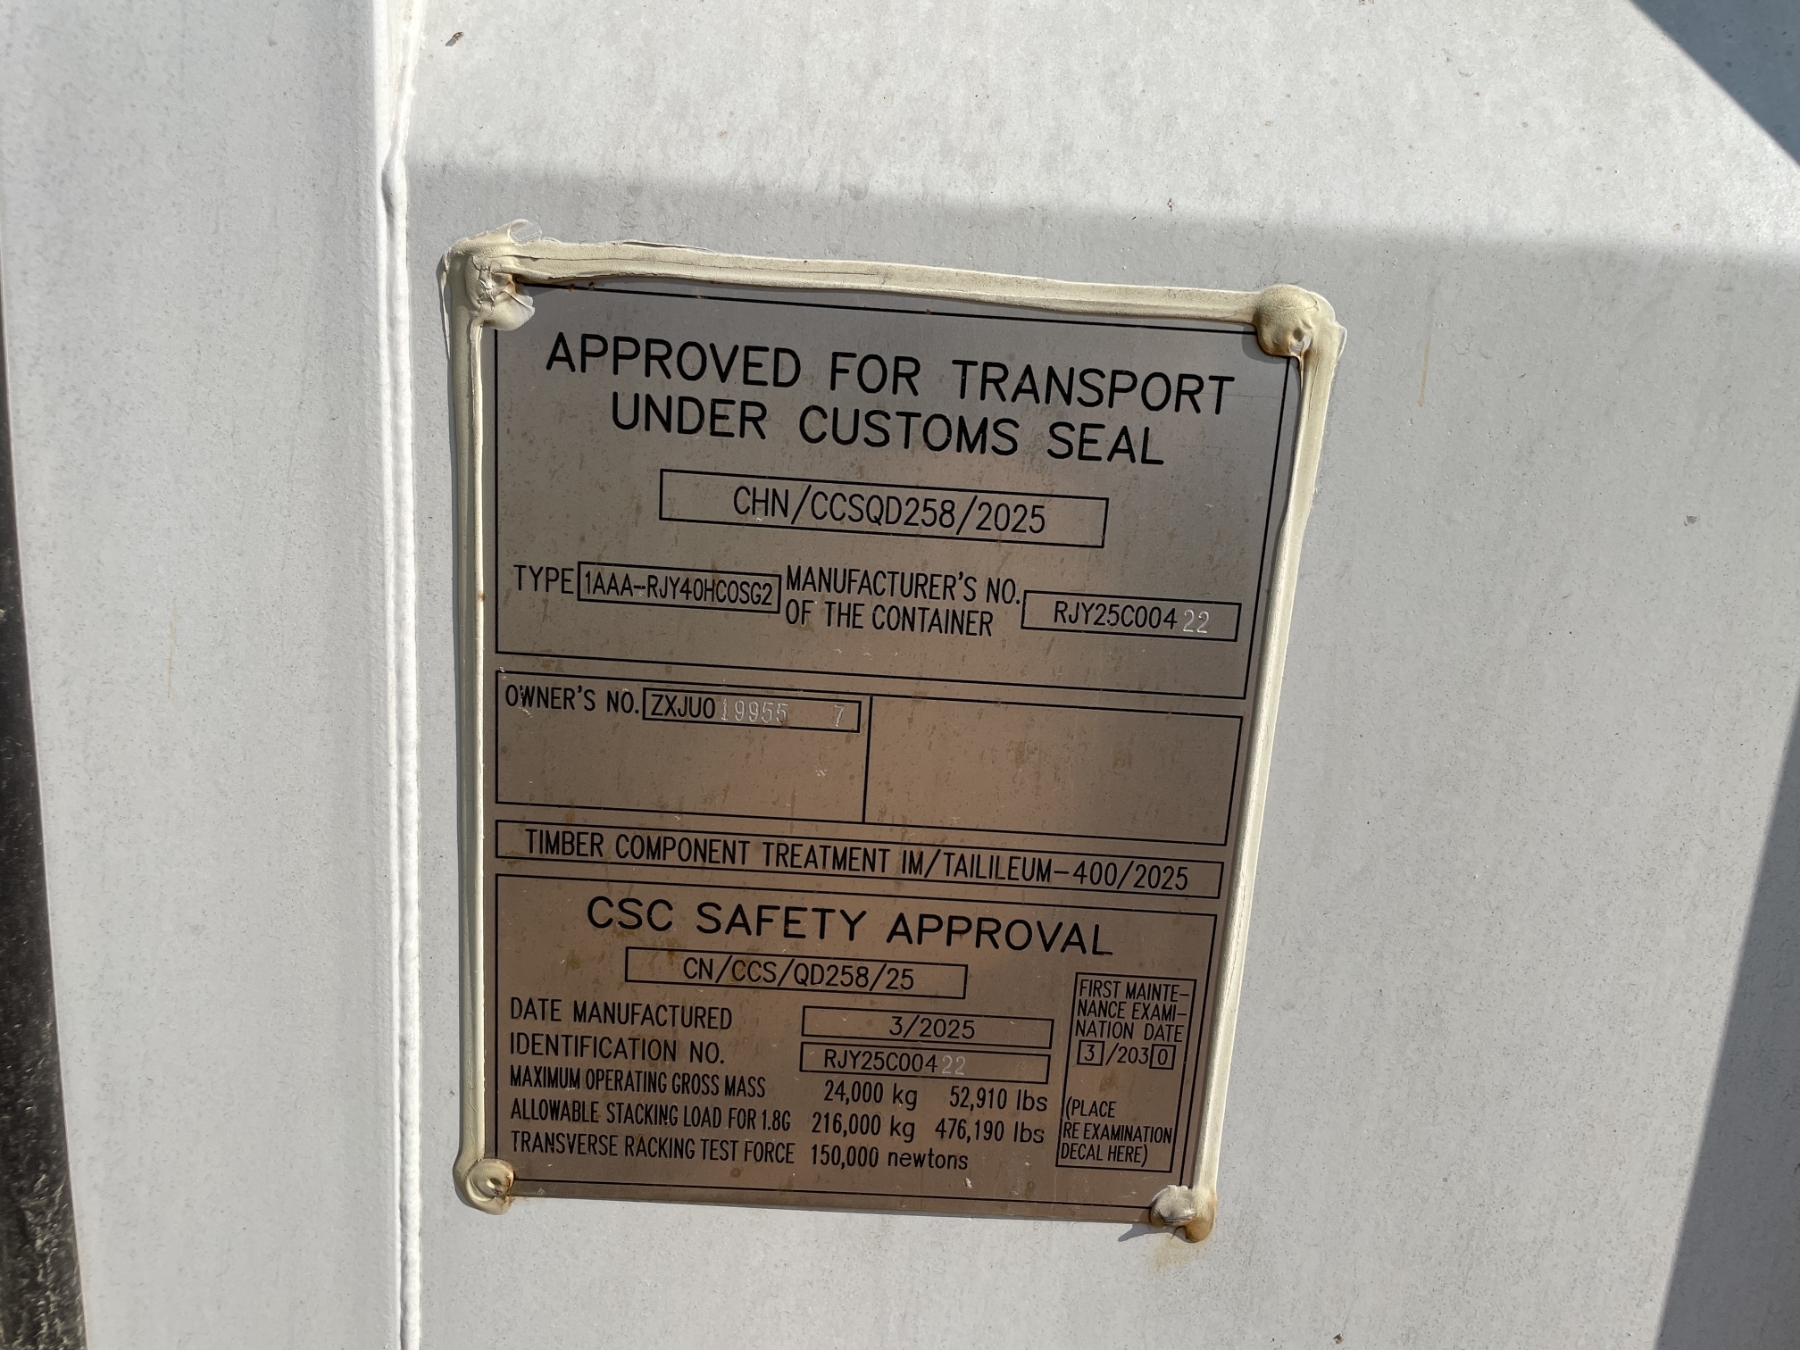 APPROVED FOR TRANSPORT
UNDER CUSTOMS SEAL
CHN/CCSQD258/2025
TYPE 1AAA-RJY40HCOSG2 MANUFACTURER'S NO. OF THE CONTAINER RJY25C00422
OWNER'S NO. ZXJU019955 7
TIMBER COMPONENT TREATMENT IM/TAILILEUM-400/2025
CSC SAFETY APPROVAL
CN/CCS/QD258/25
DATE MANUFACTURED 3/2025
IDENTIFICATION NO. RJY25C00422
MAXIMUM OPERATING GROSS MASS 24,000 kg 52,910 lbs
ALLOWABLE STACKING LOAD FOR 1.8G 216,000 kg 476,190 lbs
TRANSVERSE RACKING TEST FORCE 150,000 newtons
FIRST MAINTE-
NANCE EXAMI-
NATION DATE
3/2030
(PLACE
RE EXAMINATION
DECAL HERE)